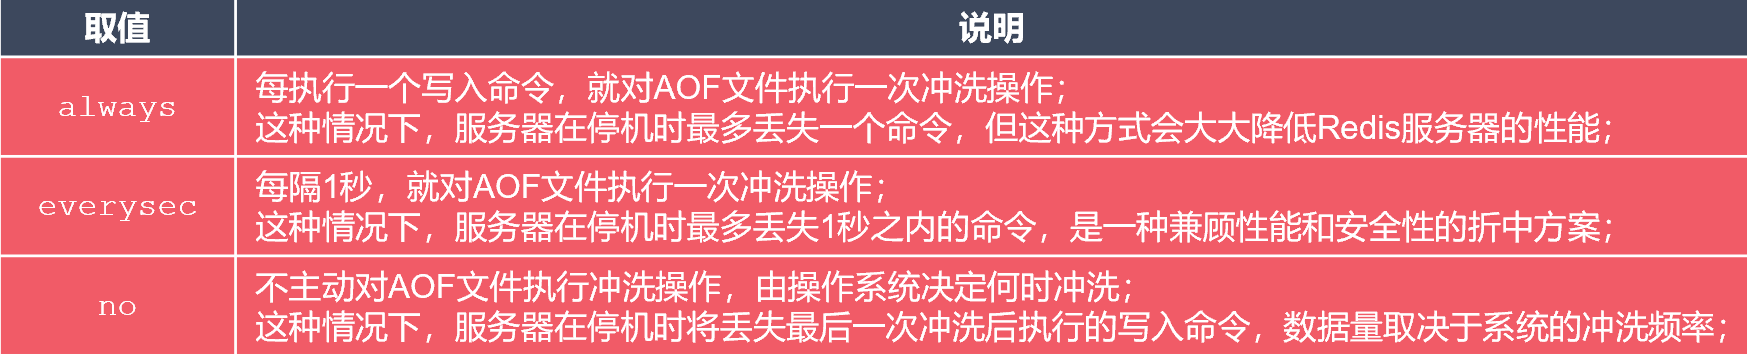 取值 说明
always
每执行一个写入命令，就对AOF文件执行一次冲洗操作；
这种情况下，服务器在停机时最多丢失一个命令，但这种方式会大大降低Redis服务器的性能；
everysec
每隔1秒，就对AOF文件执行一次冲洗操作；
这种情况下，服务器在停机时最多丢失1秒之内的命令，是一种兼顾性能和安全性的折中方案；
no
不主动对AOF文件执行冲洗操作，由操作系统决定何时冲洗；
这种情况下，服务器在停机时将丢失最后一次冲洗后执行的写入命令，数据量取决于系统的冲洗频率；